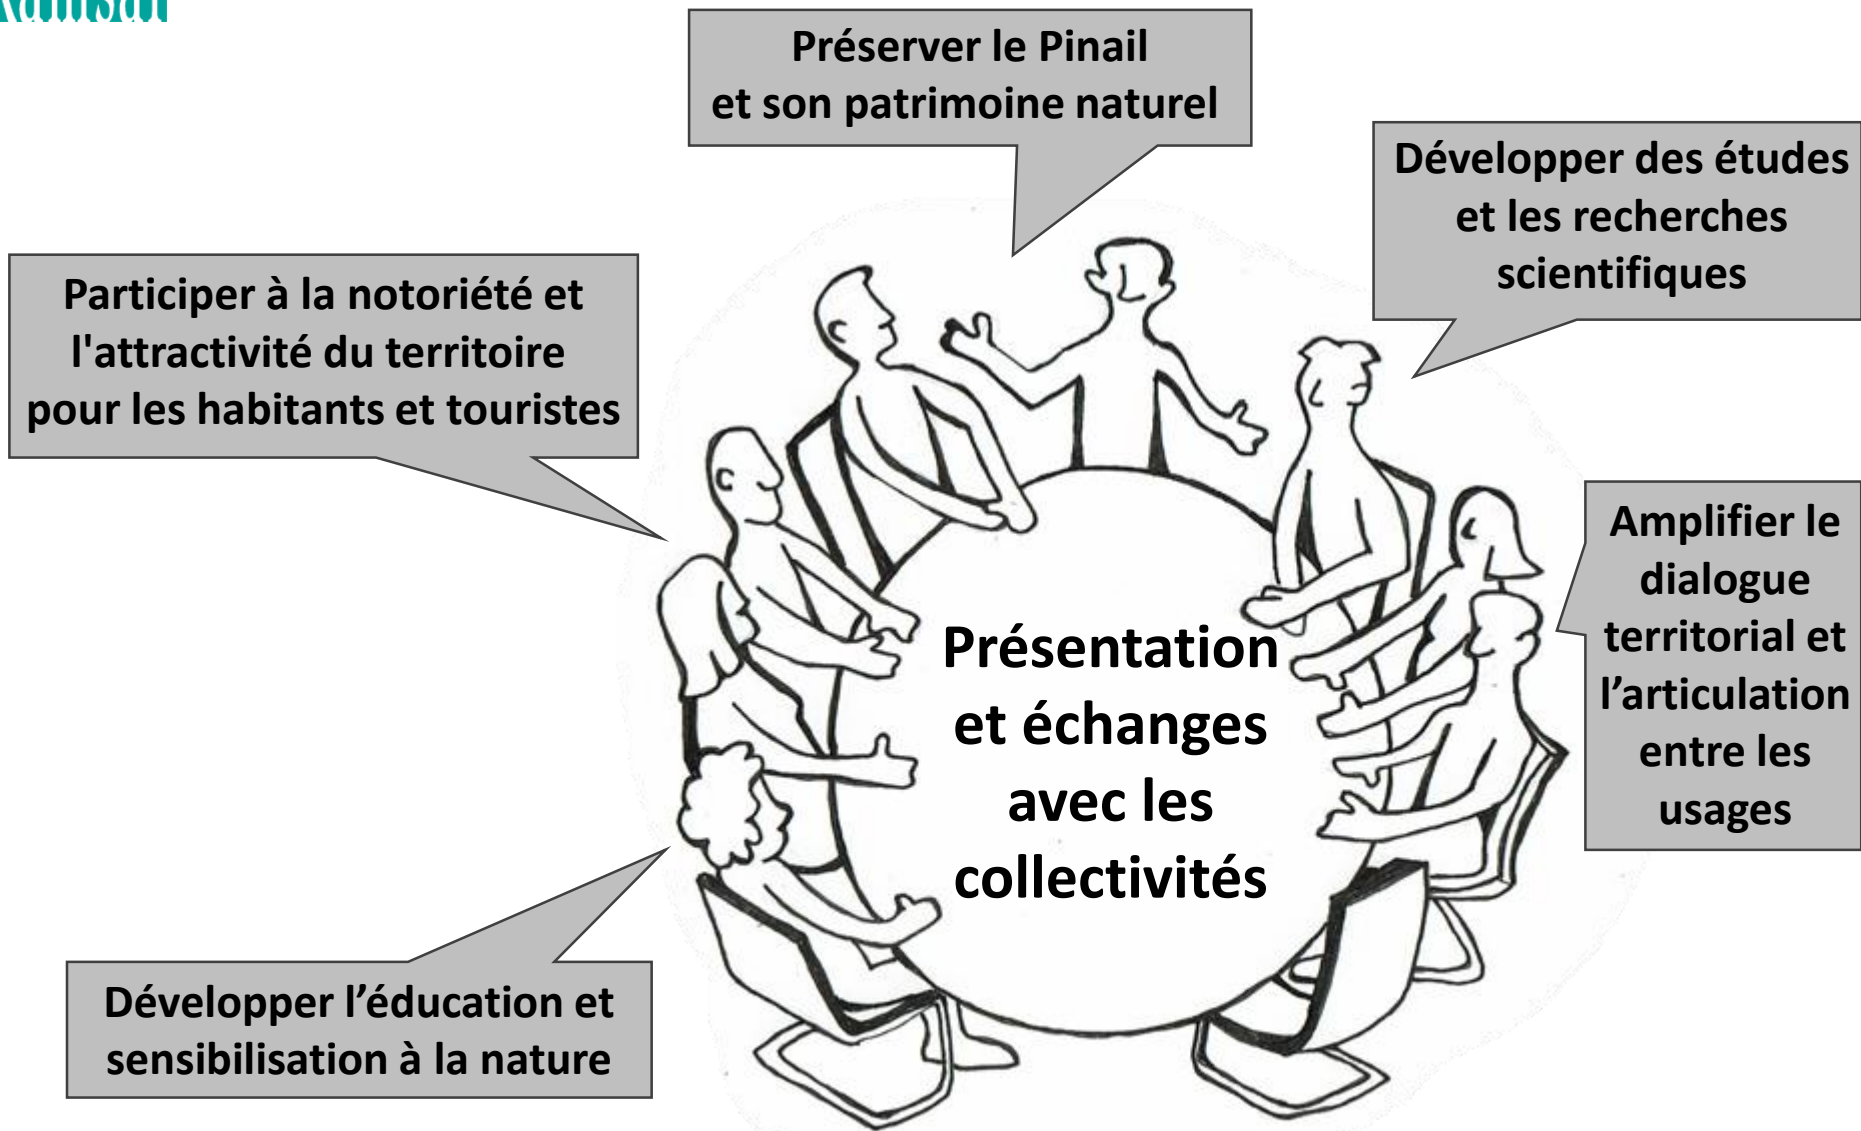 Ramsar
Préserver le Pinail
et son patrimoine naturel
Développer des études
et les recherches
scientifiques
Participer à la notoriété et
l'attractivité du territoire
pour les habitants et touristes
Amplifier le
dialogue
territorial et
l’articulation
entre les
usages
Présentation
et échanges
avec les
collectivités
Développer l’éducation et
sensibilisation à la nature